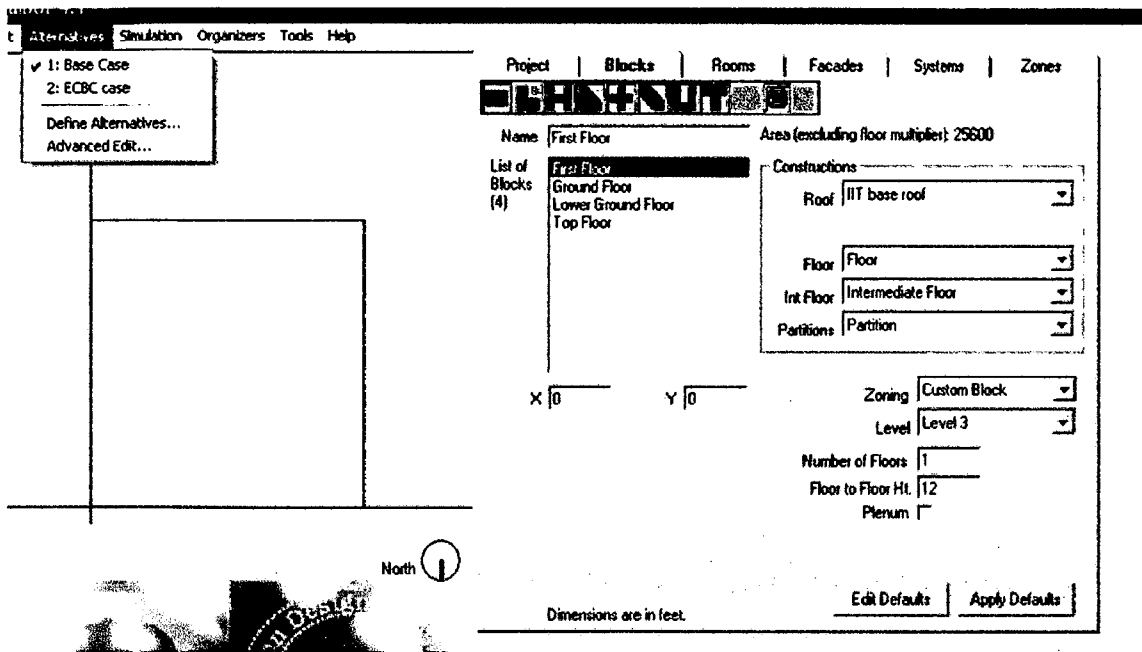 t Alternatives Simulation Organizers Tools Help
✓ 1: Base Case
2: ECBC case
Define Alternatives...
Advanced Edit...
Project | Blocks | Rooms | Facades | Systems | Zones
Name First Floor
Area (excluding floor multiplier): 25600
List of Blocks (4)
First Floor
Ground Floor
Lower Ground Floor
Top Floor
Constructions
Roof IIT base roof
Floor Floor
Int Floor Intermediate Floor
Partitions Partition
X 0 Y 0
Zoning Custom Block
Level Level 3
Number of Floors 1
Floor to Floor Ht. 12
Plenum
North
Design
Dimensions are in feet.
Edit Defaults Apply Defaults